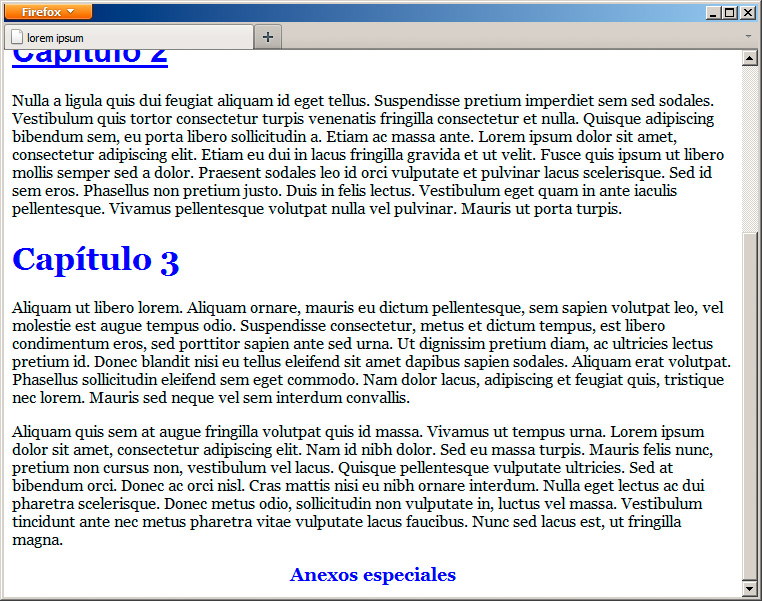 Firefox
lorem ipsum
Capítulo 2
Nulla a ligula quis dui feugiat aliquam id eget tellus. Suspendisse pretium imperdiet sem sed sodales.
Vestibulum quis tortor consectetur turpis venenatis fringilla consectetur et nulla. Quisque adipiscing
bibendum sem, eu porta libero sollicitudin a. Etiam ac massa ante. Lorem ipsum dolor sit amet,
consectetur adipiscing elit. Etiam eu dui in lacus fringilla gravida et ut velit. Fusce quis ipsum ut libero
mollis semper sed a dolor. Praesent sodales leo id orci vulputate et pulvinar lacus scelerisque. Sed id
sem eros. Phasellus non pretium justo. Duis in felis lectus. Vestibulum eget quam in ante iaculis
pellentesque. Vivamus pellentesque volutpat nulla vel pulvinar. Mauris ut porta turpis.
Capítulo 3
Aliquam ut libero lorem. Aliquam ornare, mauris eu dictum pellentesque, sem sapien volutpat leo, vel
molestie est augue tempus odio. Suspendisse consectetur, metus et dictum tempus, est libero
condimentum eros, sed porttitor sapien ante sed urna. Ut dignissim pretium diam, ac ultricies lectus
pretium id. Donec blandit nisi eu tellus eleifend sit amet dapibus sapien sodales. Aliquam erat volutpat.
Phasellus sollicitudin eleifend sem eget commodo. Nam dolor lacus, adipiscing et feugiat quis, tristique
nec lorem. Mauris sed neque vel sem interdum convallis.
Aliquam quis sem at augue fringilla volutpat quis id massa. Vivamus ut tempus urna. Lorem ipsum
dolor sit amet, consectetur adipiscing elit. Nam id nibh dolor. Sed eu massa turpis. Mauris felis nunc,
pretium non cursus non, vestibulum vel lacus. Quisque pellentesque vulputate ultricies. Sed at
bibendum orci. Donec ac orci nisl. Cras mattis nisi eu nibh ornare interdum. Nulla eget lectus ac dui
pharetra scelerisque. Donec metus odio, sollicitudin non vulputate in, luctus vel massa. Vestibulum
tincidunt ante nec metus pharetra vitae vulputate lacus faucibus. Nunc sed lacus est, ut fringilla
magna.
Anexos especiales